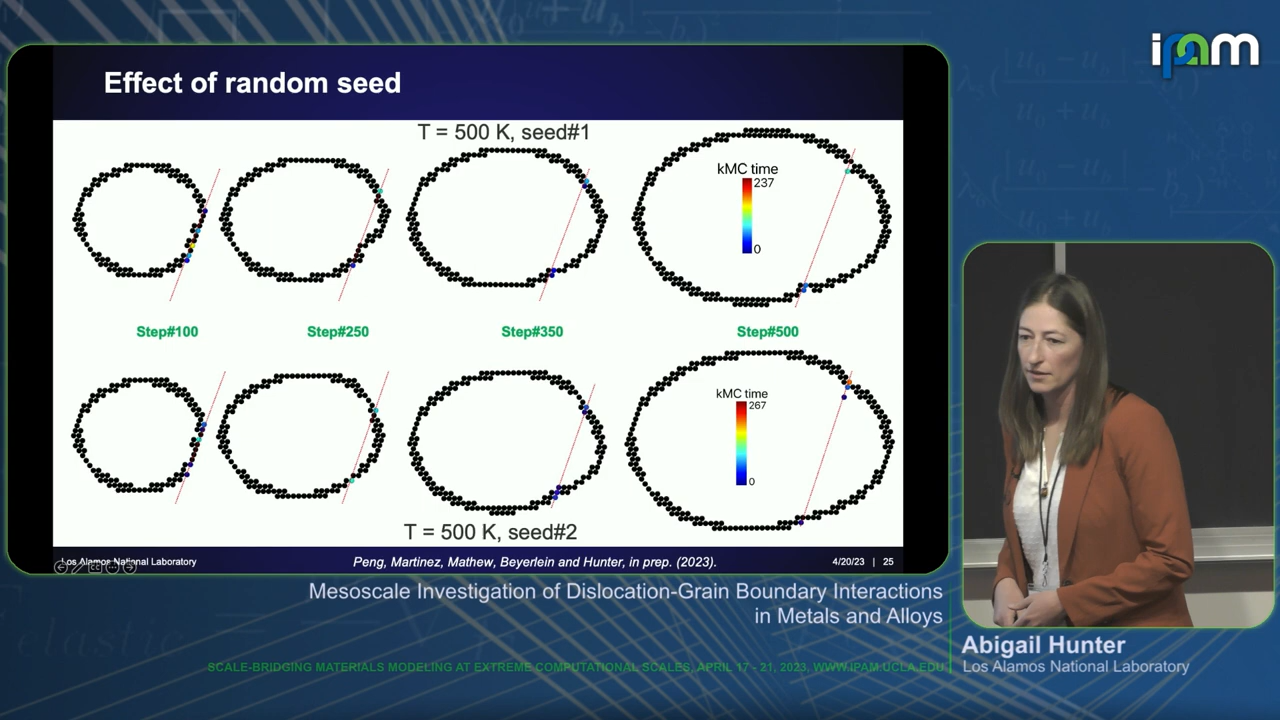 ipam
Effect of random seed
T = 500 K, seed#1
kMC time
237
0
Step#100
Step#250
Step#350
Step#500
kMC time
267
0
T = 500 K, seed#2
Los Alamos National Laboratory
Peng, Martinez, Mathew, Beyerlein and Hunter, in prep. (2023).
4/20/23 | 25
Mesoscale Investigation of Dislocation-Grain Boundary Interactions
in Metals and Alloys
Abigail Hunter
Los Alamos National Laboratory
SCALE-BRIDGING MATERIALS MODELING AT EXTREME COMPUTATIONAL SCALES, APRIL 17 - 21, 2023, WWW.IPAM.UCLA.EDU
elastic